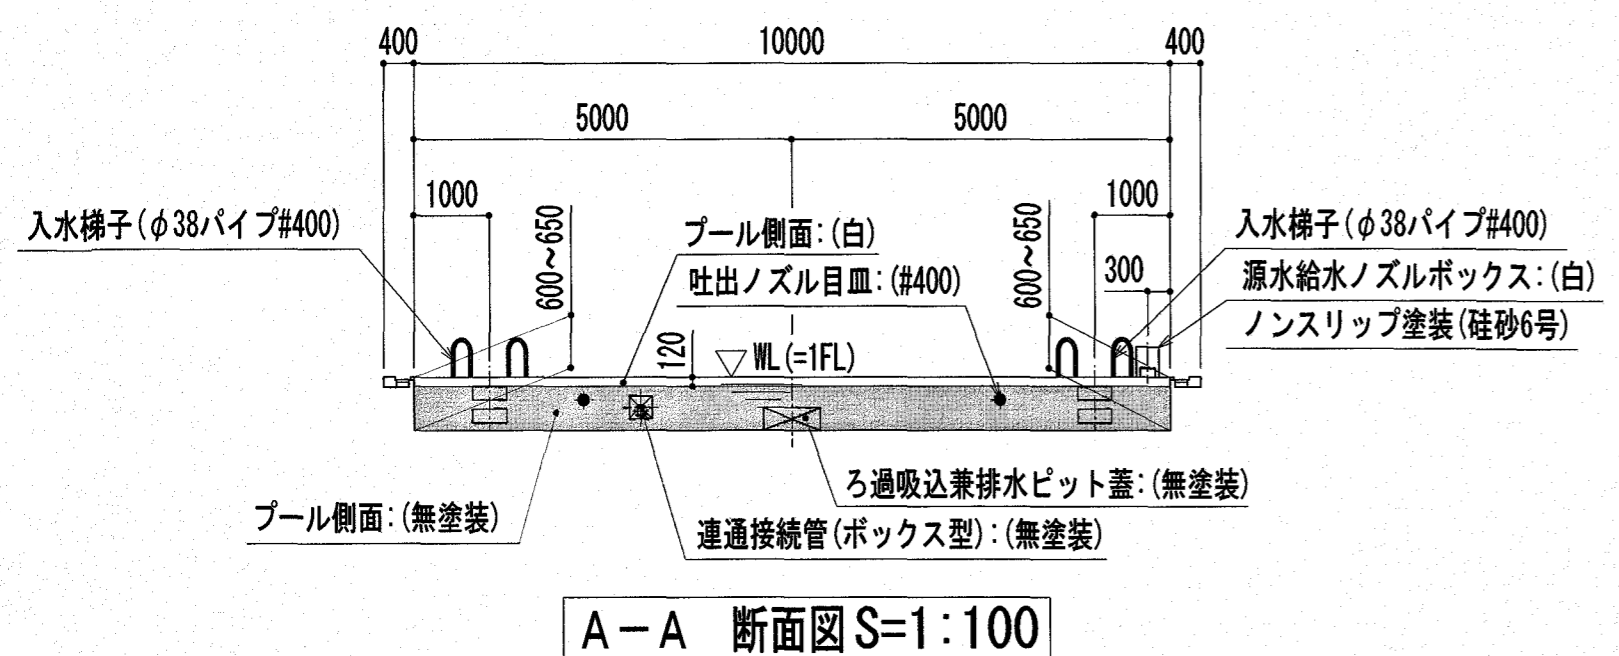 400
10000
400
5000
5000
1000
1000
入水梯子(φ38パイプ#400)
600~650
プール側面:(白)
吐出ノズル目皿:(#400)
600~650
300
入水梯子(φ38パイプ#400)
源水給水ノズルボックス:(白)
ノンスリップ塗装(硅砂6号)
120
WL(=1FL)
ろ過吸込兼排水ピット蓋:(無塗装)
プール側面:(無塗装)
連通接続管(ボックス型):(無塗装)
A－A 断面図 S=1:100